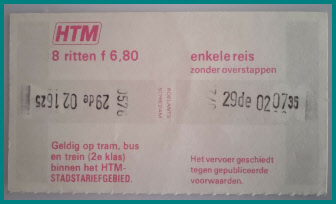 HTM
8 ritten f 6,80
enkele reis
zonder overstappen
29de 02 0735
29de 02 1625
Geldig op tram, bus
en trein (2e klas)
binnen het HTM-
STADSTARIEFGEBIED.
Het vervoer geschiedt
tegen gepubliceerde
voorwaarden.